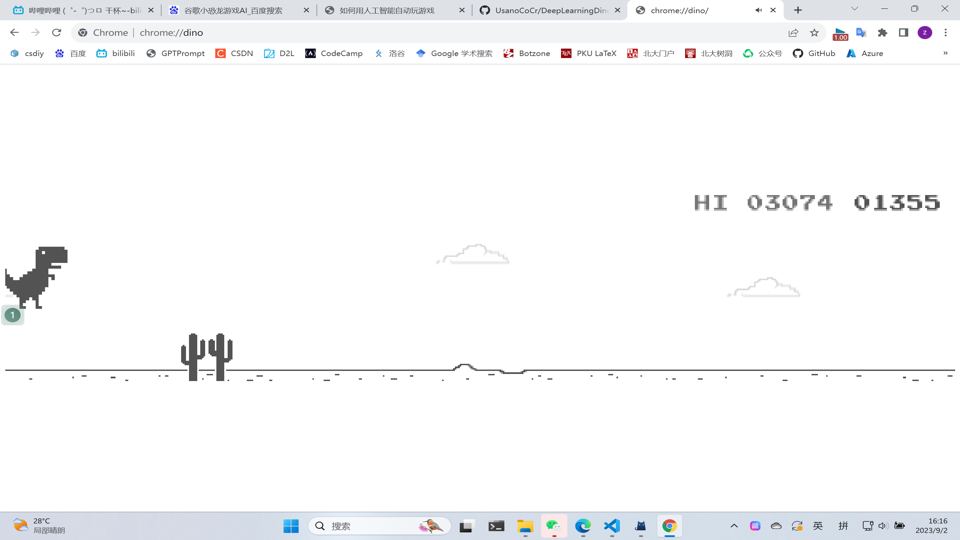 哔哩哔哩 (゜-゜)つロ 干杯~-bili
谷歌小恐龙游戏AI_百度搜索
如何用人工智能自动玩游戏
UsanoCoCr/DeepLearningDin
chrome://dino/
Chrome | chrome://dino
1.00
z
csdiy
百度
bilibili
GPTPrompt
CSDN
D2L
CodeCamp
洛谷
Google 学术搜索
Botzone
PKU LaTeX
北大门户
北大树洞
公众号
GitHub
Azure
»
HI 03074 01355
1
28°C
局部晴朗
搜索
英
拼
16:16
2023/9/2